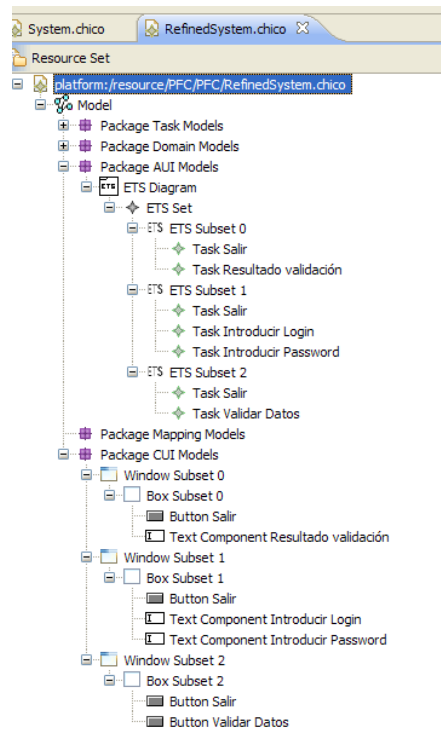 System.chico RefinedSystem.chico
Resource Set
platform:/resource/PFC/PFC/RefinedSystem.chico
Model
Package Task Models
Package Domain Models
Package AUI Models
ETS ETS Diagram
ETS Set
ETS ETS Subset 0
Task Salir
Task Resultado validación
ETS ETS Subset 1
Task Salir
Task Introducir Login
Task Introducir Password
ETS ETS Subset 2
Task Salir
Task Validar Datos
Package Mapping Models
Package CUI Models
Window Subset 0
Box Subset 0
Button Salir
Text Component Resultado validación
Window Subset 1
Box Subset 1
Button Salir
Text Component Introducir Login
Text Component Introducir Password
Window Subset 2
Box Subset 2
Button Salir
Button Validar Datos